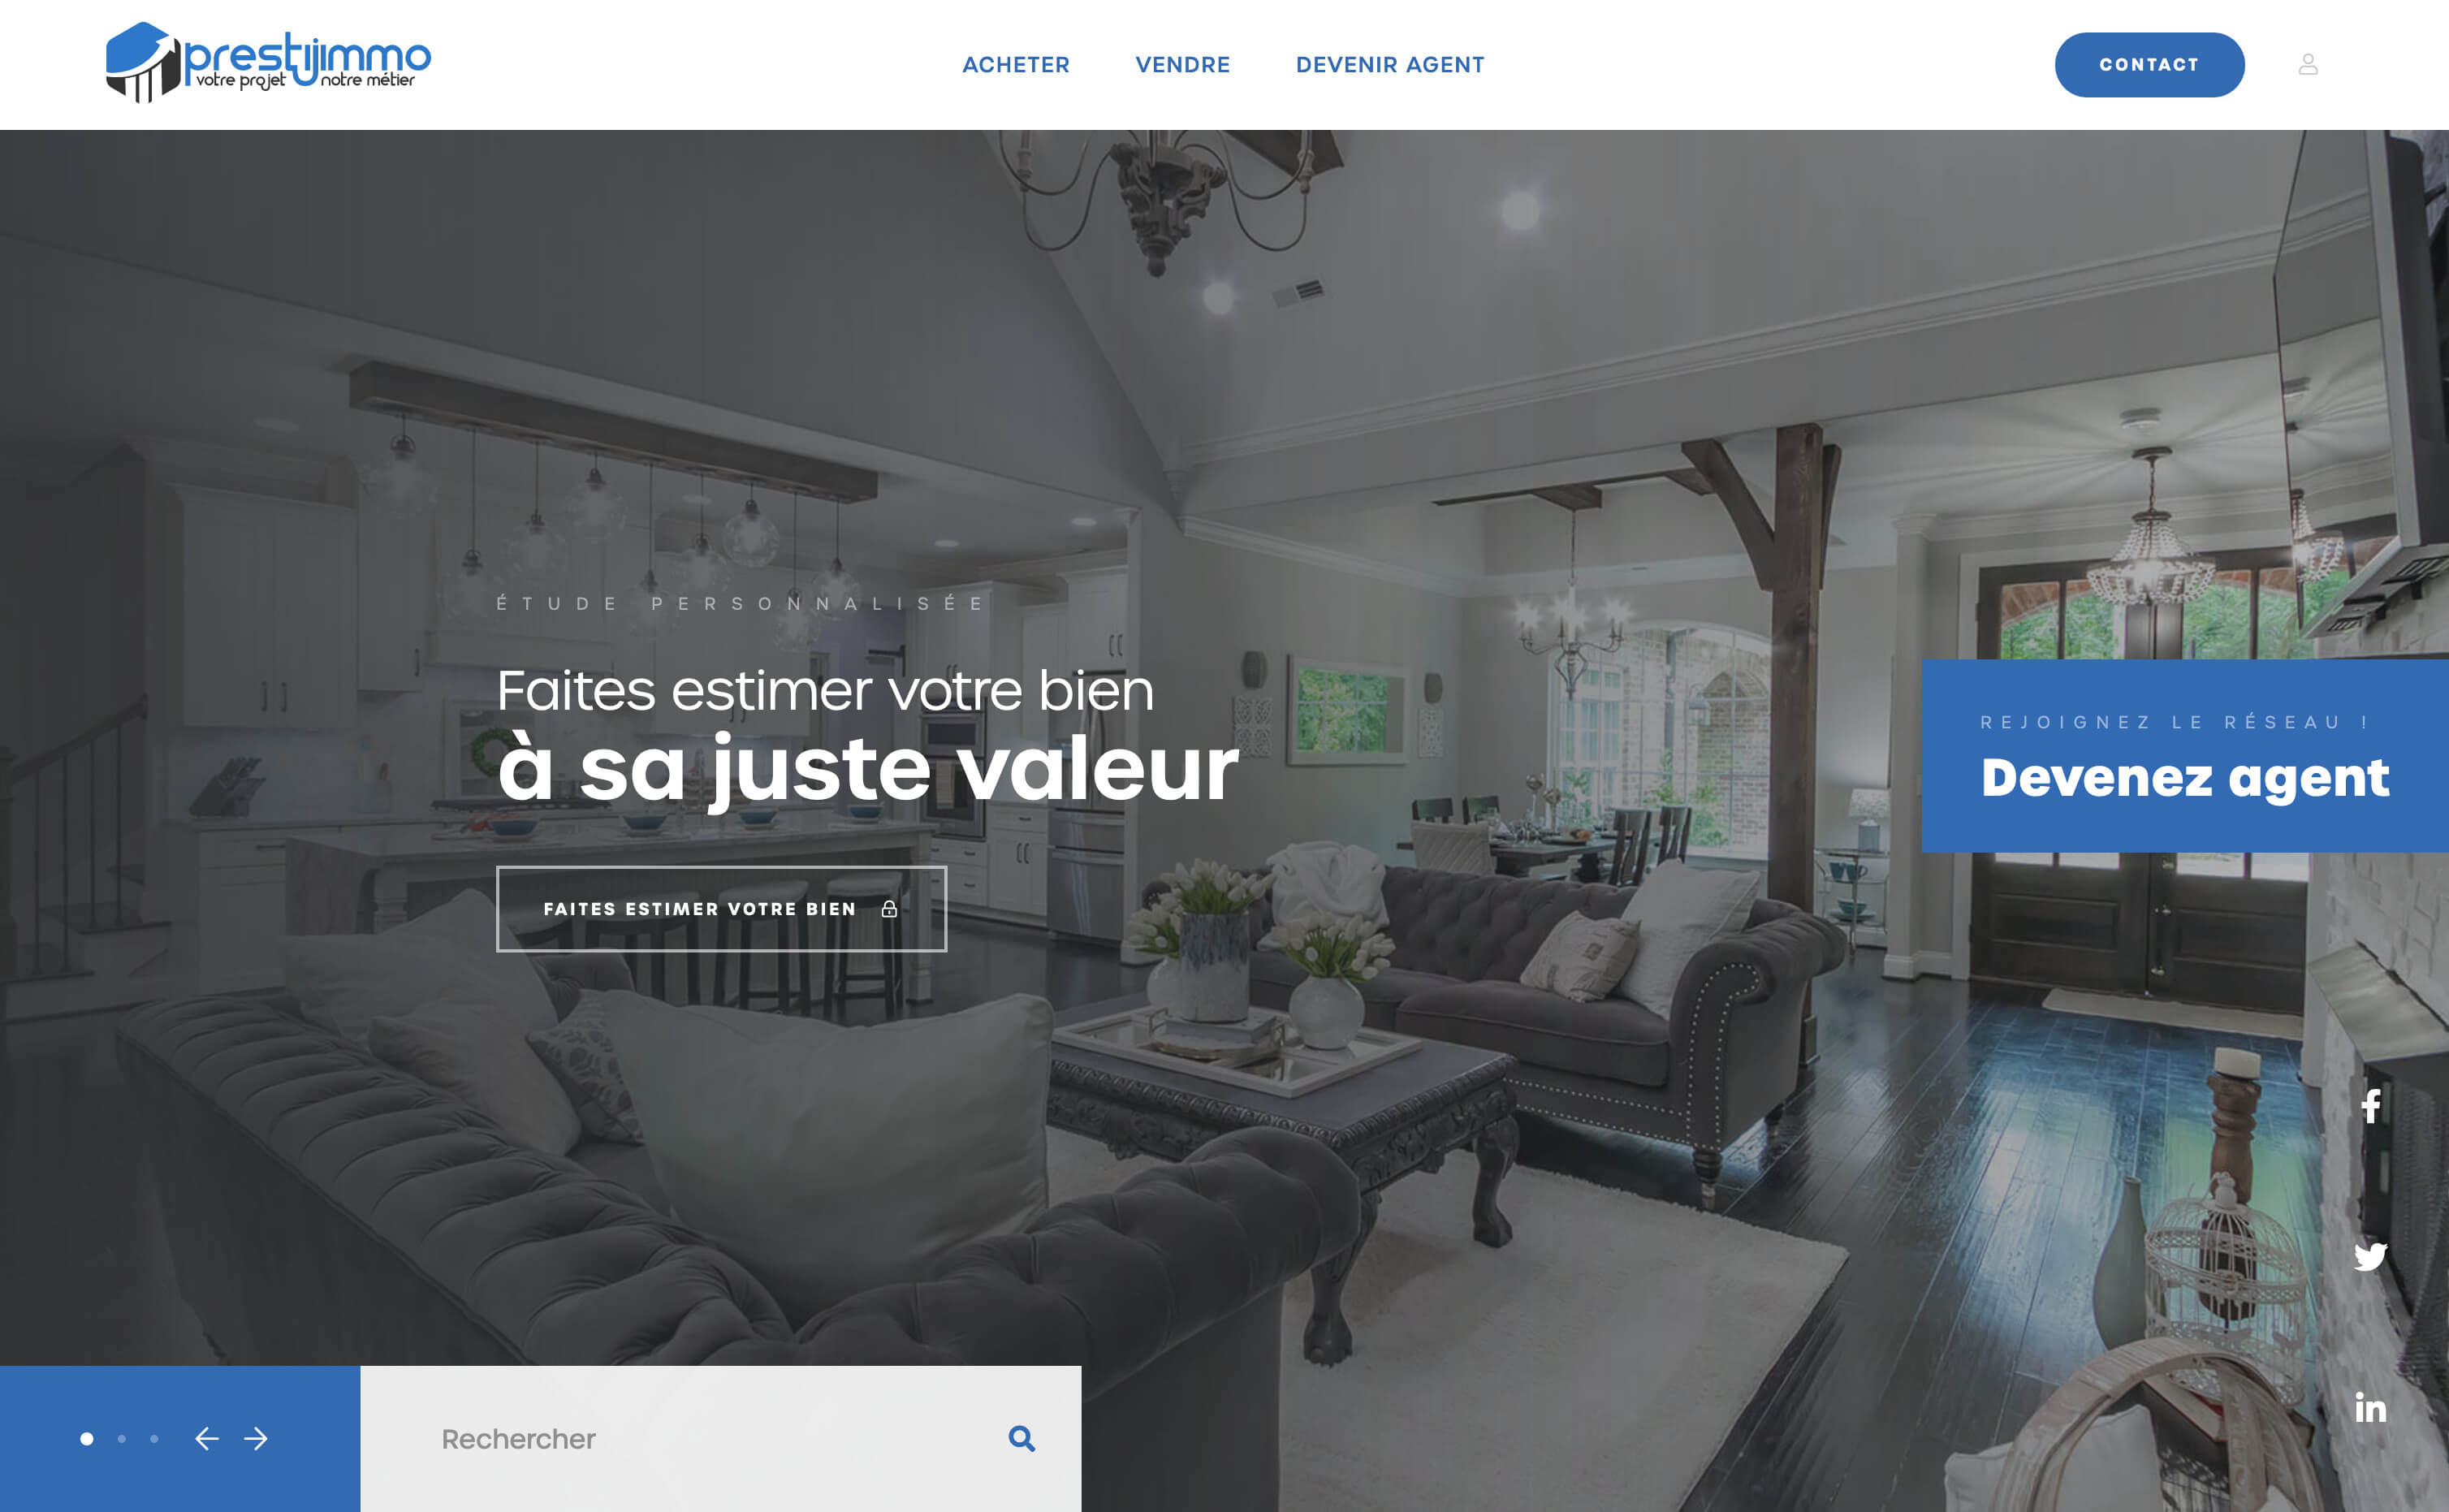 prestijimmo
votre projet notre métier
ACHETER
VENDRE
DEVENIR AGENT
CONTACT
ÉTUDE PERSONNALISÉE
Faites estimer votre bien
à sa juste valeur
FAITES ESTIMER VOTRE BIEN
REJOIGNEZ LE RÉSEAU !
Devenez agent
Rechercher